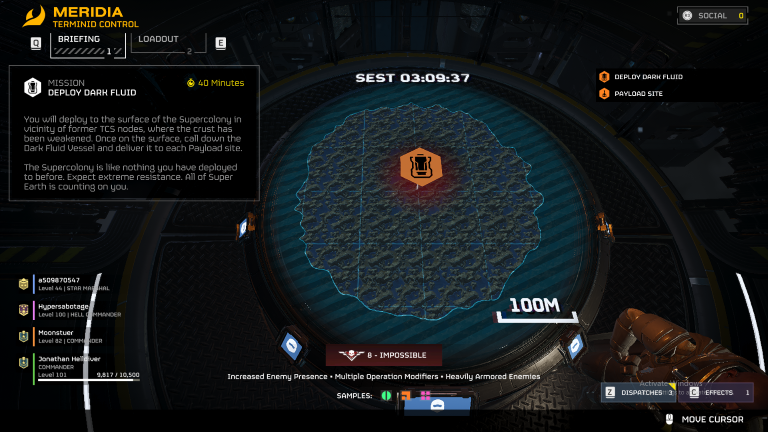 MERIDIA
TERMINID CONTROL
SOCIAL 0
Q
BRIEFING
1
LOADOUT
2
E
MISSION
DEPLOY DARK FLUID
40 Minutes
You will deploy to the surface of the Supercolony in
vicinity of former TCS nodes, where the crust has
been weakened. Once on the surface, call down the
Dark Fluid Vessel and deliver it to each Payload site.
The Supercolony is like nothing you have deployed
to before. Expect extreme resistance. All of Super
Earth is counting on you.
SEST 03:09:37
DEPLOY DARK FLUID
PAYLOAD SITE
a509870547
Level 44 | STAR MARSHAL
Hypersabotage
Level 100 | HELL COMMANDER
Moonstuer
Level 82 | COMMANDER
Jonathan Helldiver
COMMANDER
Level 101
9,817 / 10,500
100M
8 - IMPOSSIBLE
Increased Enemy Presence • Multiple Operation Modifiers • Heavily Armored Enemies
SAMPLES:
Activate Windows
Z DISPATCHES 3
C EFFECTS 1
MOVE CURSOR